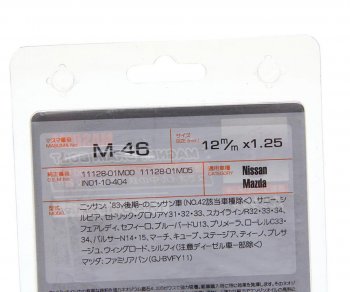 マスマ番号
MASUMA NO.
M-46
サイズ
SIZE
12m/m x 1.25
純正番号
O.E.M NO.
11128-01M00 11128-01M05
IN01-10-404
適用車種
CATEGORY
Nissan
Mazda
型式
ニッサン '83v後期~のニッサン車(NO.42該当車種除く)、サニー、シ
ルビア、セドリック・グロリアY31・32・33、スカイラインR32・33・34、
フェアレディ、セフィーロ、ブルーバードU13、プリメーラ、ローレルC33・
34、パルサーN14・15、マーチ、キューブ、ステージア、ティーノ、プレサ
ージュ、ウィングロード、シルフィ(注意ディーゼル車一部除く)
マツダ、ファミリアバン(GJ-BVFY11)